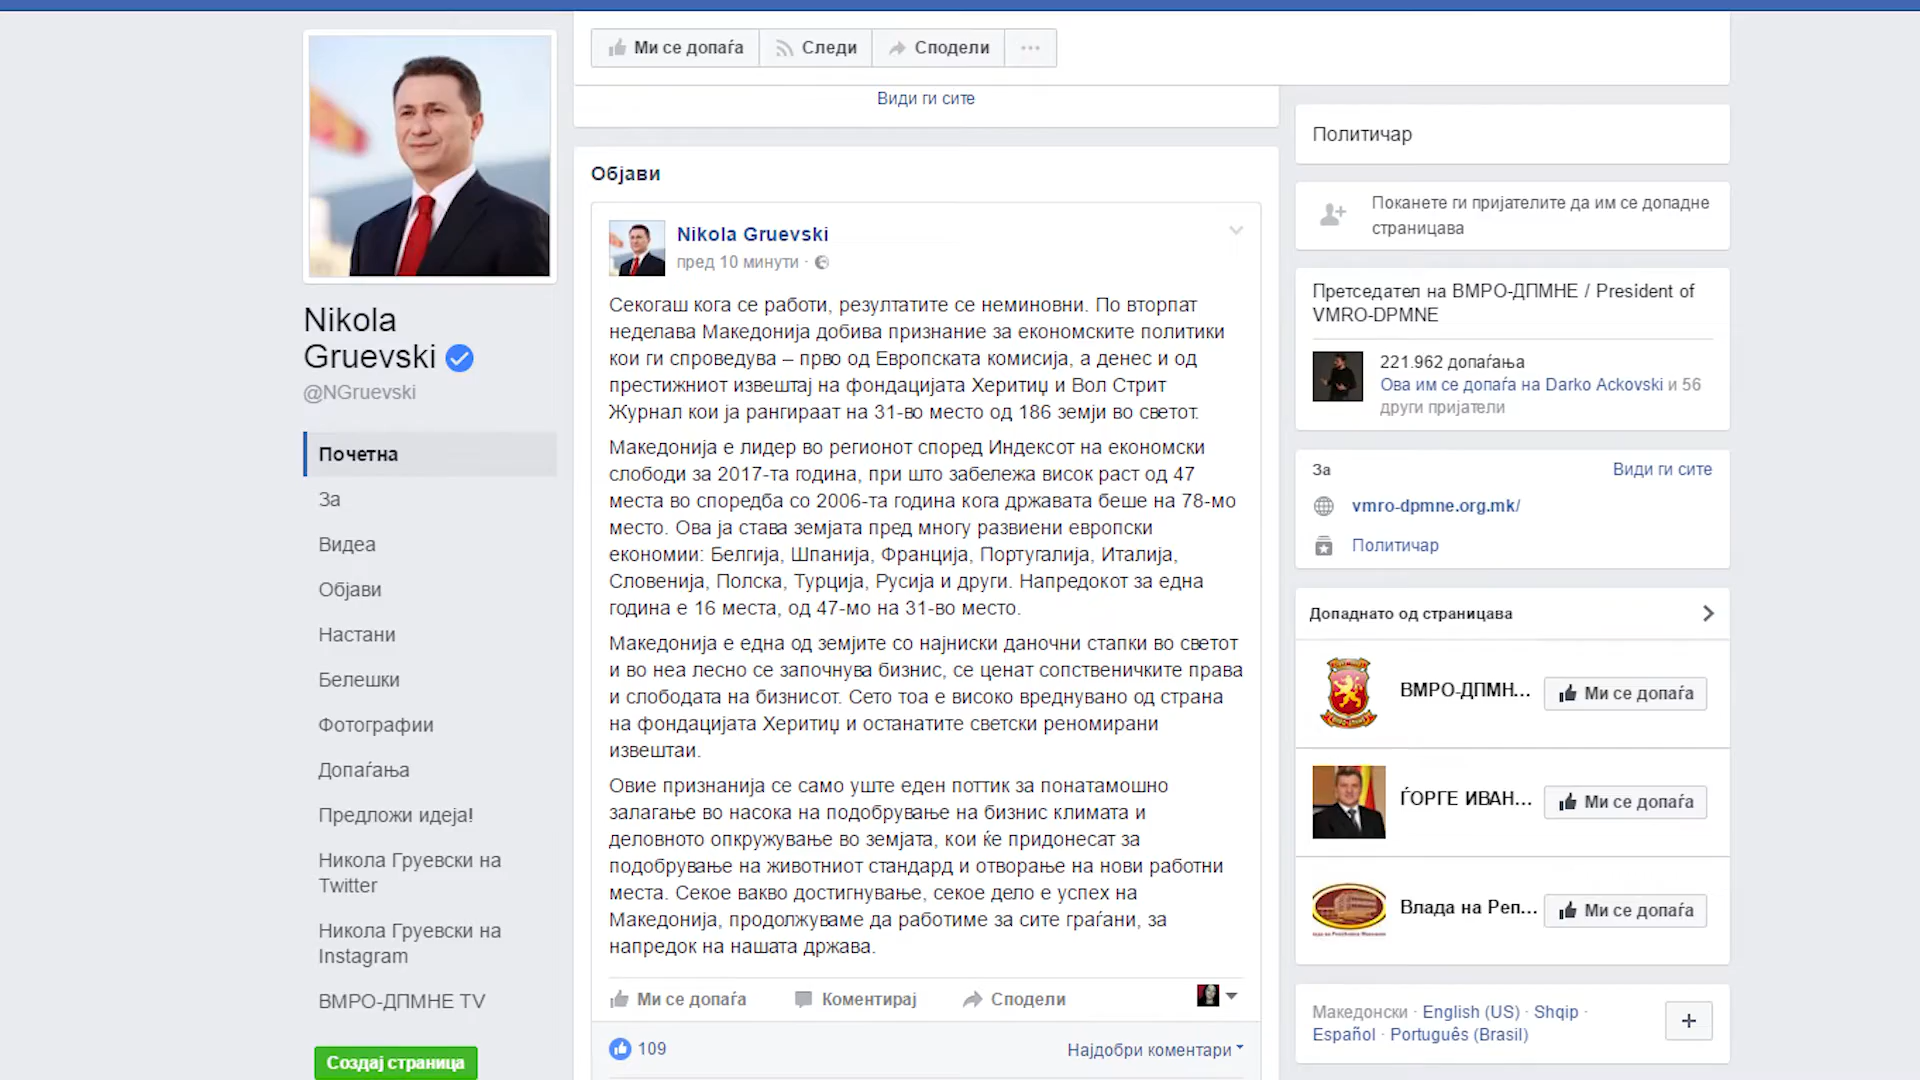 Ми се допаѓа
Следи
Сподели
Види ги сите
Nikola
Gruevski
@NGruevski
Почетна
За
Видеа
Објави
Настани
Белешки
Фотографии
Допаѓања
Предложи идеја!
Никола Груевски на
Twitter
Никола Груевски на
Instagram
ВМРО-ДПМНЕ TV
Создај страница
Објави
Nikola Gruevski
пред 10 минути ·
Секогаш кога се работи, резултатите се неминовни. По вторпат
неделава Македонија добива признание за економските политики
кои ги спроведува – прво од Европската комисија, а денес и од
престижниот извештај на фондацијата Херитиџ и Вол Стрит
Журнал кои ја рангираат на 31-во место од 186 земји во светот.
Македонија е лидер во регионот според Индексот на економски
слободи за 2017-та година, при што забележа висок раст од 47
места во споредба со 2006-та година кога државата беше на 78-мо
место. Ова ја става земјата пред многу развиени европски
економии: Белгија, Шпанија, Франција, Португалија, Италија,
Словенија, Полска, Турција, Русија и други. Напредокот за една
година е 16 места, од 47-мо на 31-во место.
Македонија е една од земјите со најниски даночни стапки во светот
и во неа лесно се започнува бизнис, се ценат сопственичките права
и слободата на бизнисот. Сето тоа е високо вреднувано од страна
на фондацијата Херитиџ и останатите светски реномирани
извештаи.
Овие признанија се само уште еден поттик за понатамошно
залагање во насока на подобрување на бизнис климата и
деловното опкружување во земјата, кои ќе придонесат за
подобрување на животниот стандард и отворање на нови работни
места. Секое вакво достигнување, секое дело е успех на
Македонија, продолжуваме да работиме за сите граѓани, за
напредок на нашата држава.
Ми се допаѓа
Коментирај
Сподели
109
Најдобри коментари
Политичар
Поканете ги пријателите да им се допадне
страницава
Претседател на ВМРО-ДПМНЕ / President of
VMRO-DPMNE
221.962 допаѓања
Ова им се допаѓа на Darko Ackovski и 56
други пријатели
За
Види ги сите
vmro-dpmne.org.mk/
Политичар
Допаднато од страницава
ВМРО-ДПМН...
Ми се допаѓа
ЃОРГЕ ИВАН...
Ми се допаѓа
Влада на Реп...
Ми се допаѓа
Македонски · English (US) · Shqip ·
Español · Português (Brasil)